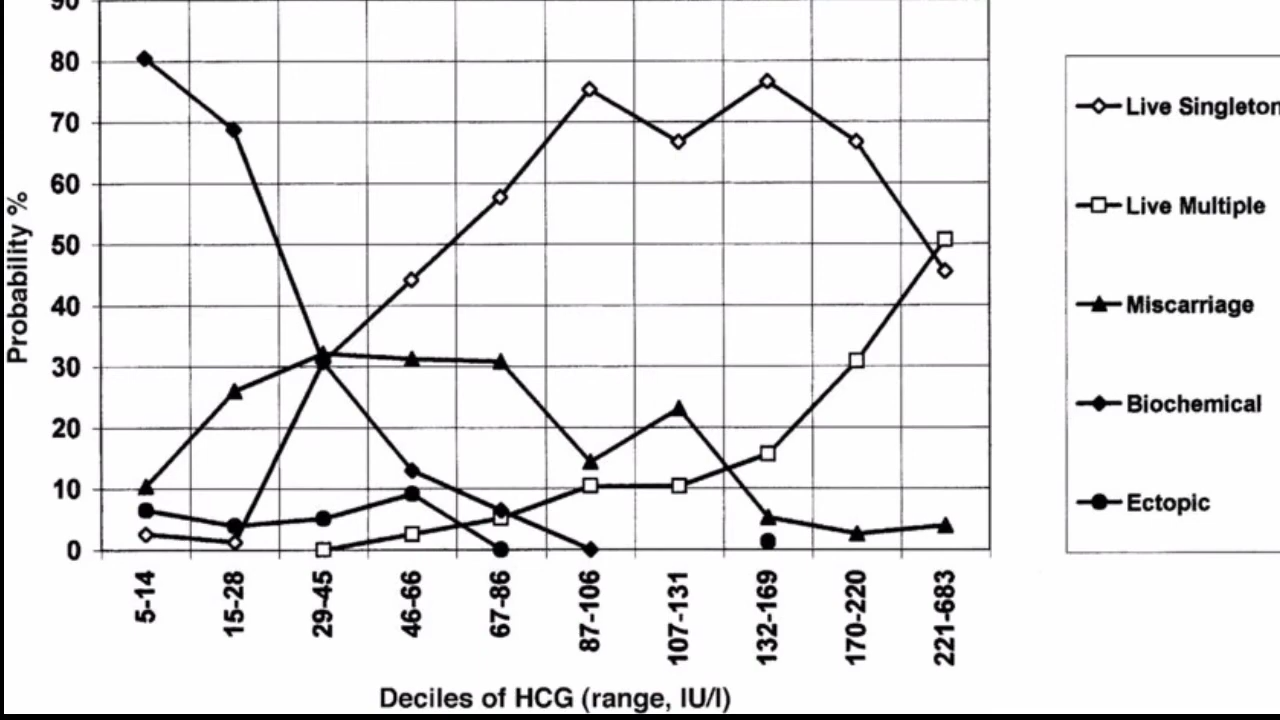 90
80
70
60
50
40
30
20
10
0
Probability %
5-14
15-28
29-45
46-66
67-86
87-106
107-131
132-169
170-220
221-683
Deciles of HCG (range, IU/l)
Live Singleton
Live Multiple
Miscarriage
Biochemical
Ectopic